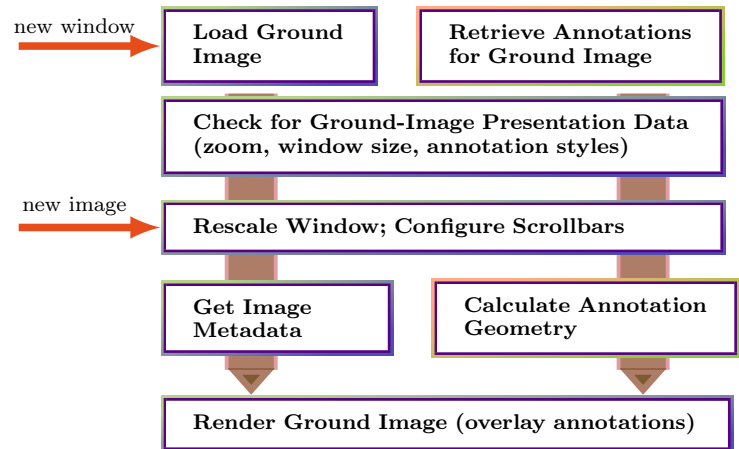 new window
Load Ground
Image
Retrieve Annotations
for Ground Image
Check for Ground-Image Presentation Data
(zoom, window size, annotation styles)
new image
Rescale Window; Configure Scrollbars
Get Image
Metadata
Calculate Annotation
Geometry
Render Ground Image (overlay annotations)